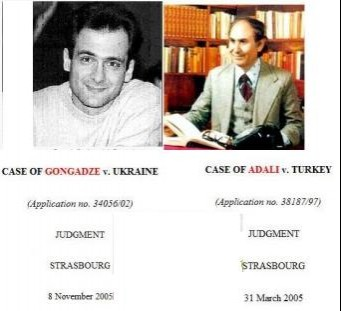 CASE OF GONGADZE v. UKRAINE
(Application no. 34056/02)
JUDGMENT
STRASBOURG
8 November 2005
CASE OF ADALI v. TURKEY
(Application no. 38187/97)
JUDGMENT
STRASBOURG
31 March 2005